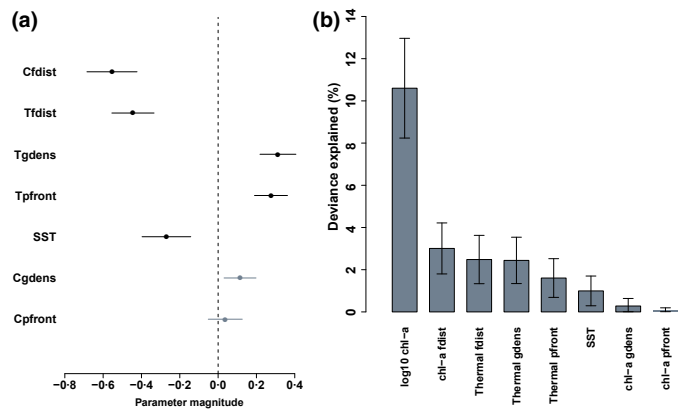 (a)
Cfdist
Tfdist
Tgdens
Tpfront
SST
Cgdens
Cpfront
−0·8 −0·6 −0·4 −0·2 0·0 0·2 0·4
Parameter magnitude
(b)
Deviance explained (%)
14
12
10
8
6
4
2
0
log10 chl−a
chl−a fdist
Thermal fdist
Thermal gdens
Thermal pfront
SST
chl−a gdens
chl−a pfront